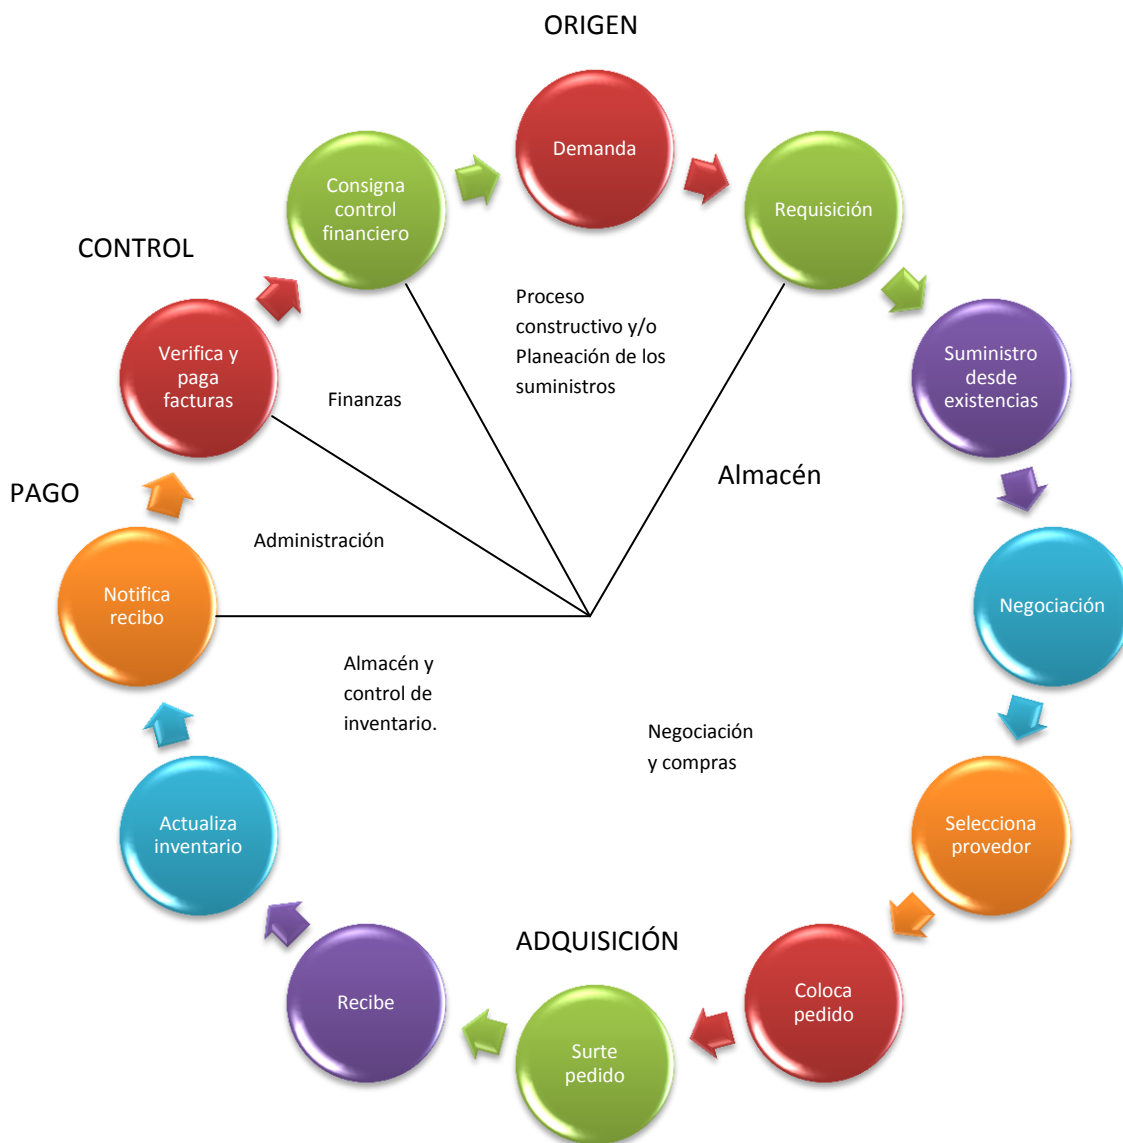 ORIGEN
Demanda
Requisición
Suministro
desde
existencias
Negociación
Selecciona
provedor
Coloca
pedido
Surte
pedido
ADQUISICIÓN
Recibe
Actualiza
inventario
Notifica
recibo
PAGO
Verifica y
paga
facturas
CONTROL
Consigna
control
financiero
Proceso
constructivo y/o
Planeación de los
suministros
Finanzas
Almacén
Administración
Almacén y
control de
inventario.
Negociación
y compras